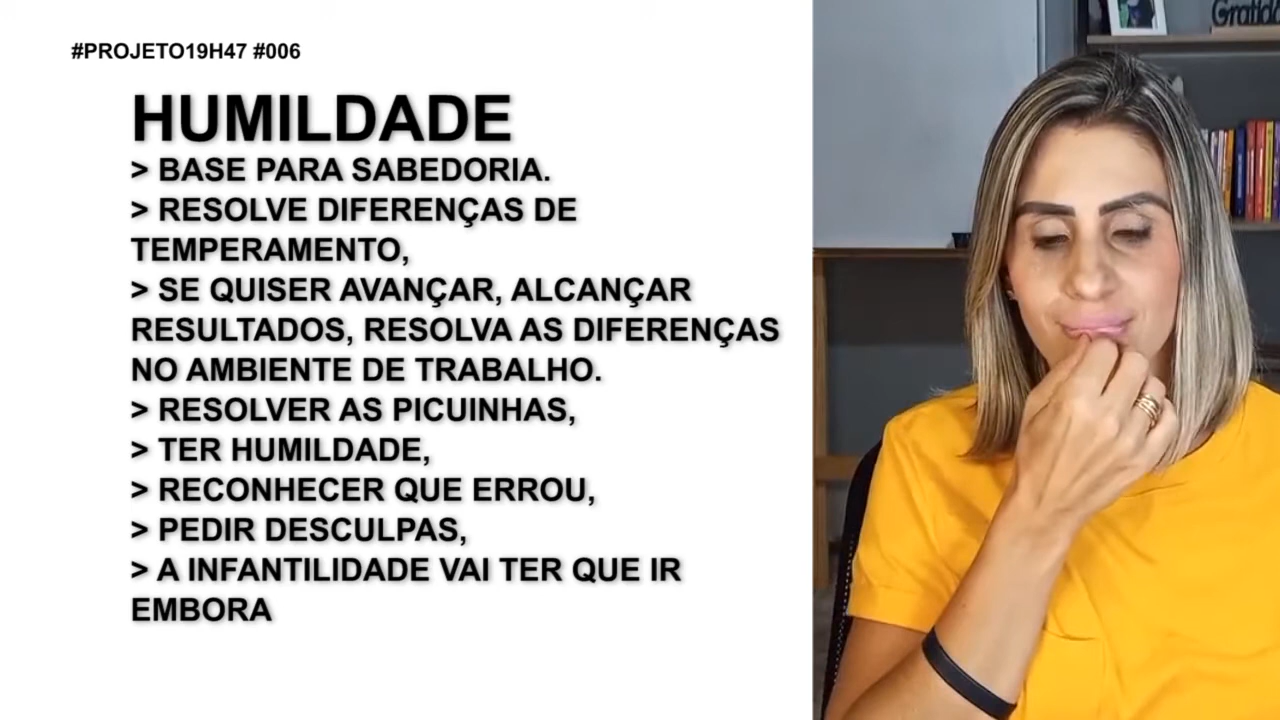 #PROJETO19H47 #006
HUMILDADE
> BASE PARA SABEDORIA.
> RESOLVE DIFERENÇAS DE
TEMPERAMENTO,
> SE QUISER AVANÇAR, ALCANÇAR
RESULTADOS, RESOLVA AS DIFERENÇAS
NO AMBIENTE DE TRABALHO.
> RESOLVER AS PICUINHAS,
> TER HUMILDADE,
> RECONHECER QUE ERROU,
> PEDIR DESCULPAS,
> A INFANTILIDADE VAI TER QUE IR
EMBORA